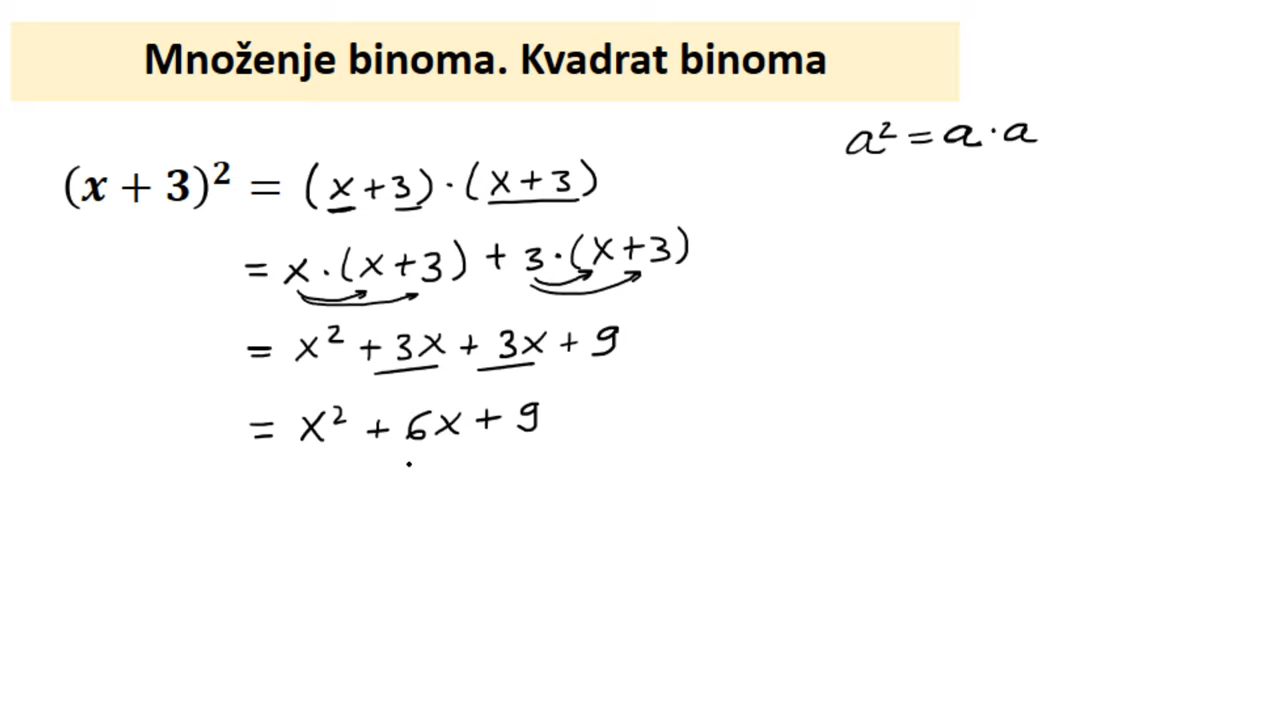 Množenje binoma. Kvadrat binoma
a² = a · a
(x + 3)² = (x + 3) · (x + 3)
= x · (x + 3) + 3 · (x + 3)
= x² + 3x + 3x + 9
= x² + 6x + 9